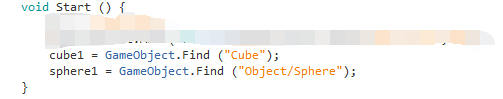 void Start () {
cube1 = GameObject.Find ("Cube");
sphere1 = GameObject.Find ("Object/Sphere");
}